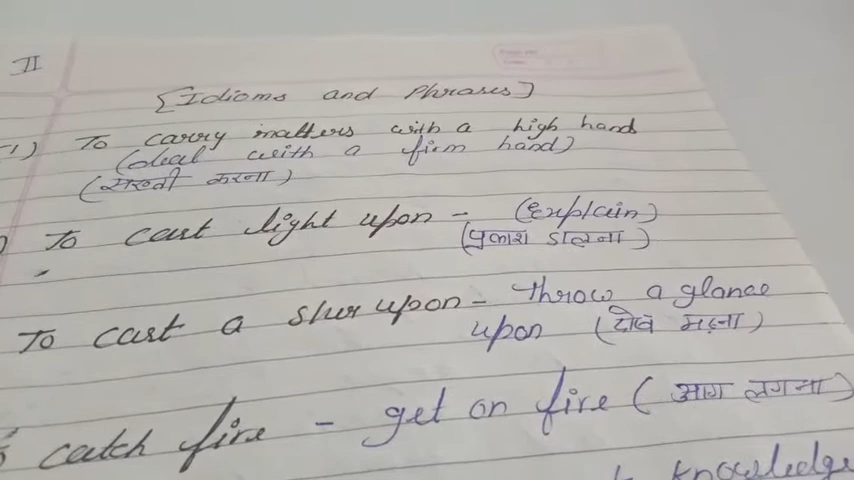 II
[Idioms and Phrases]
1) To carry matters with a high hand
(deal with a firm hand)
(सख्ती करना)
To cast light upon - (Explain)
(प्रकाश डालना)
To cast a slur upon - throw a glance
upon (दोष मढ़ना)
catch fire - get on fire (आग लगना)
knowledge